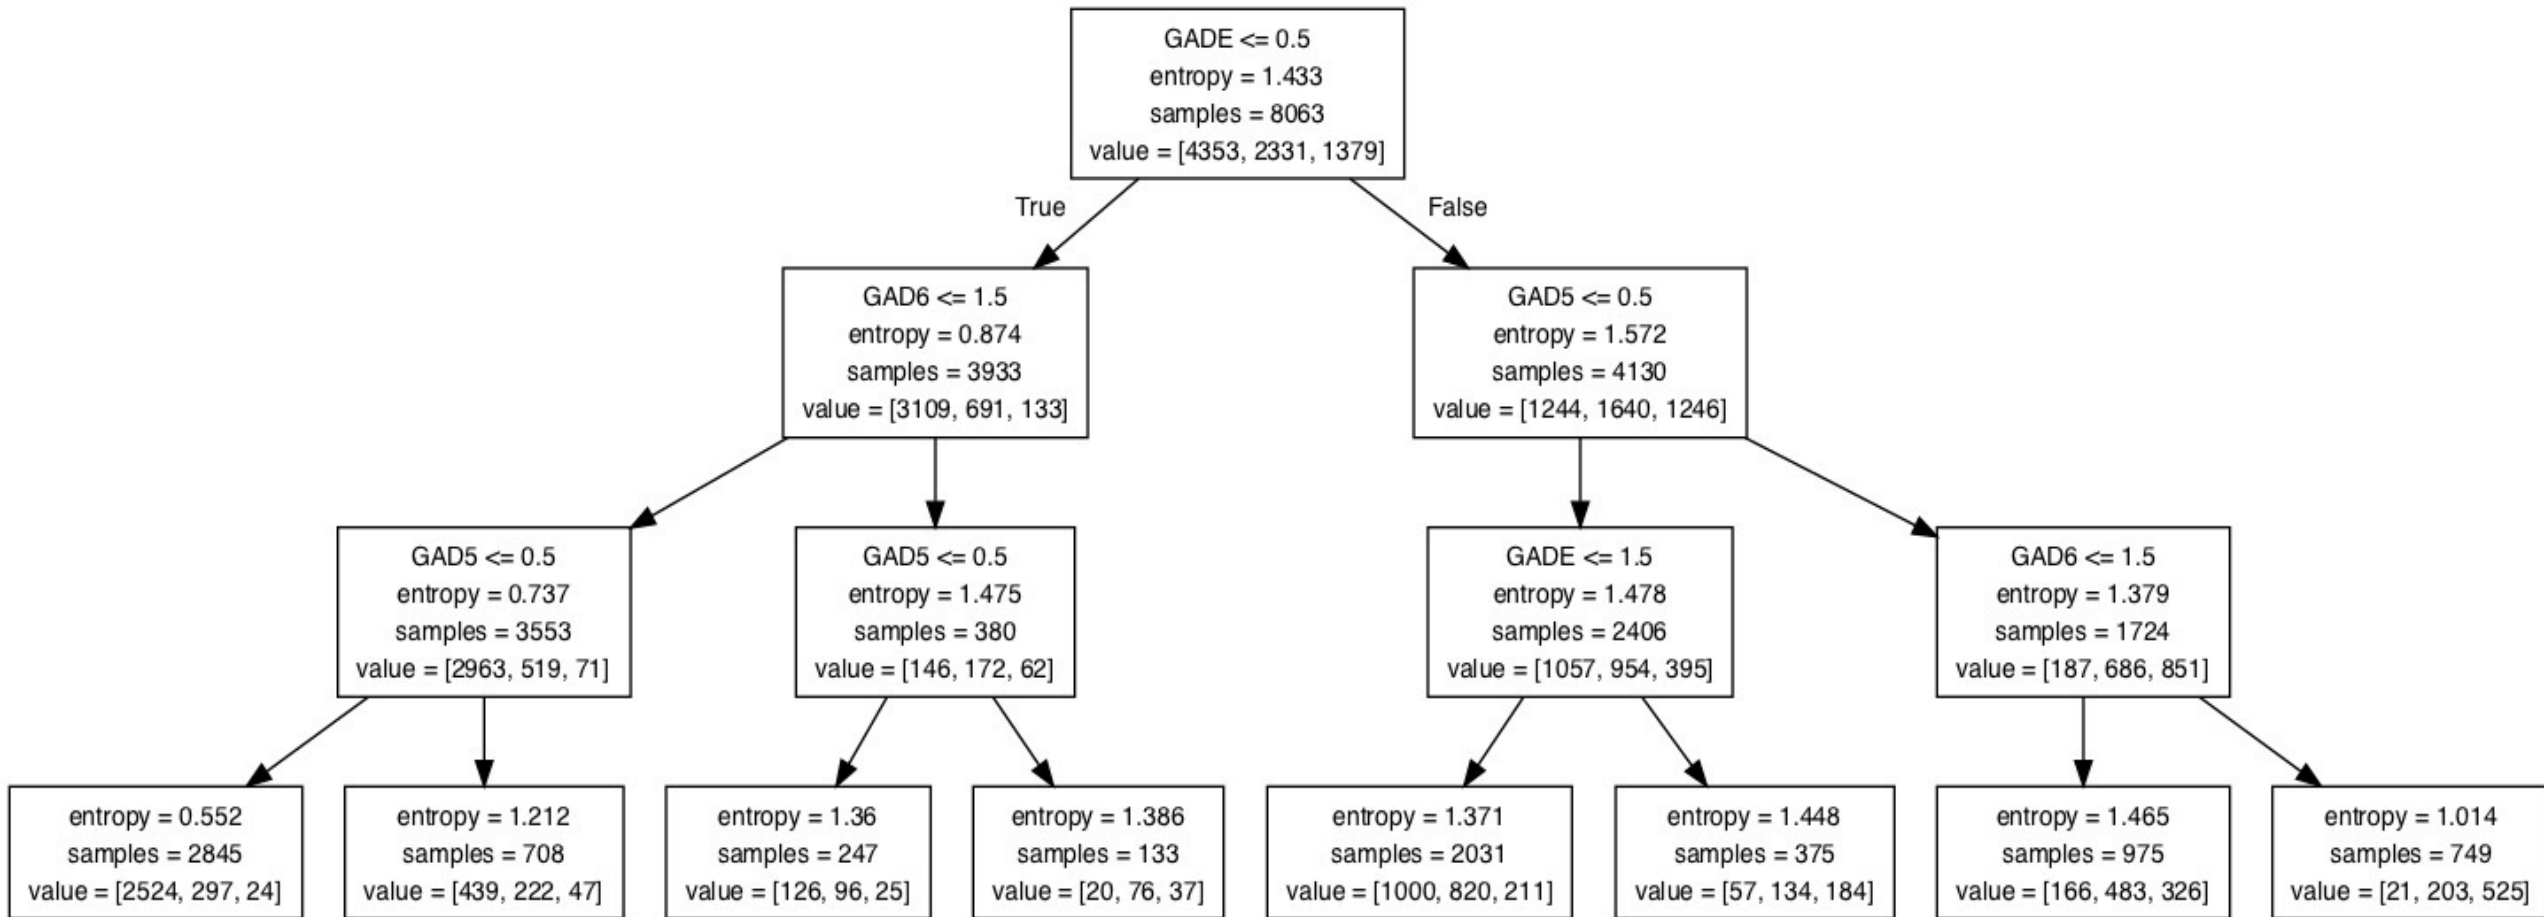 GADE <= 0.5
entropy = 1.433
samples = 8063
value = [4353, 2331, 1379]
True
False
GAD6 <= 1.5
entropy = 0.874
samples = 3933
value = [3109, 691, 133]
GAD5 <= 0.5
entropy = 1.572
samples = 4130
value = [1244, 1640, 1246]
GAD5 <= 0.5
entropy = 0.737
samples = 3553
value = [2963, 519, 71]
GAD5 <= 0.5
entropy = 1.475
samples = 380
value = [146, 172, 62]
GADE <= 1.5
entropy = 1.478
samples = 2406
value = [1057, 954, 395]
GAD6 <= 1.5
entropy = 1.379
samples = 1724
value = [187, 686, 851]
entropy = 0.552
samples = 2845
value = [2524, 297, 24]
entropy = 1.212
samples = 708
value = [439, 222, 47]
entropy = 1.36
samples = 247
value = [126, 96, 25]
entropy = 1.386
samples = 133
value = [20, 76, 37]
entropy = 1.371
samples = 2031
value = [1000, 820, 211]
entropy = 1.448
samples = 375
value = [57, 134, 184]
entropy = 1.465
samples = 975
value = [166, 483, 326]
entropy = 1.014
samples = 749
value = [21, 203, 525]